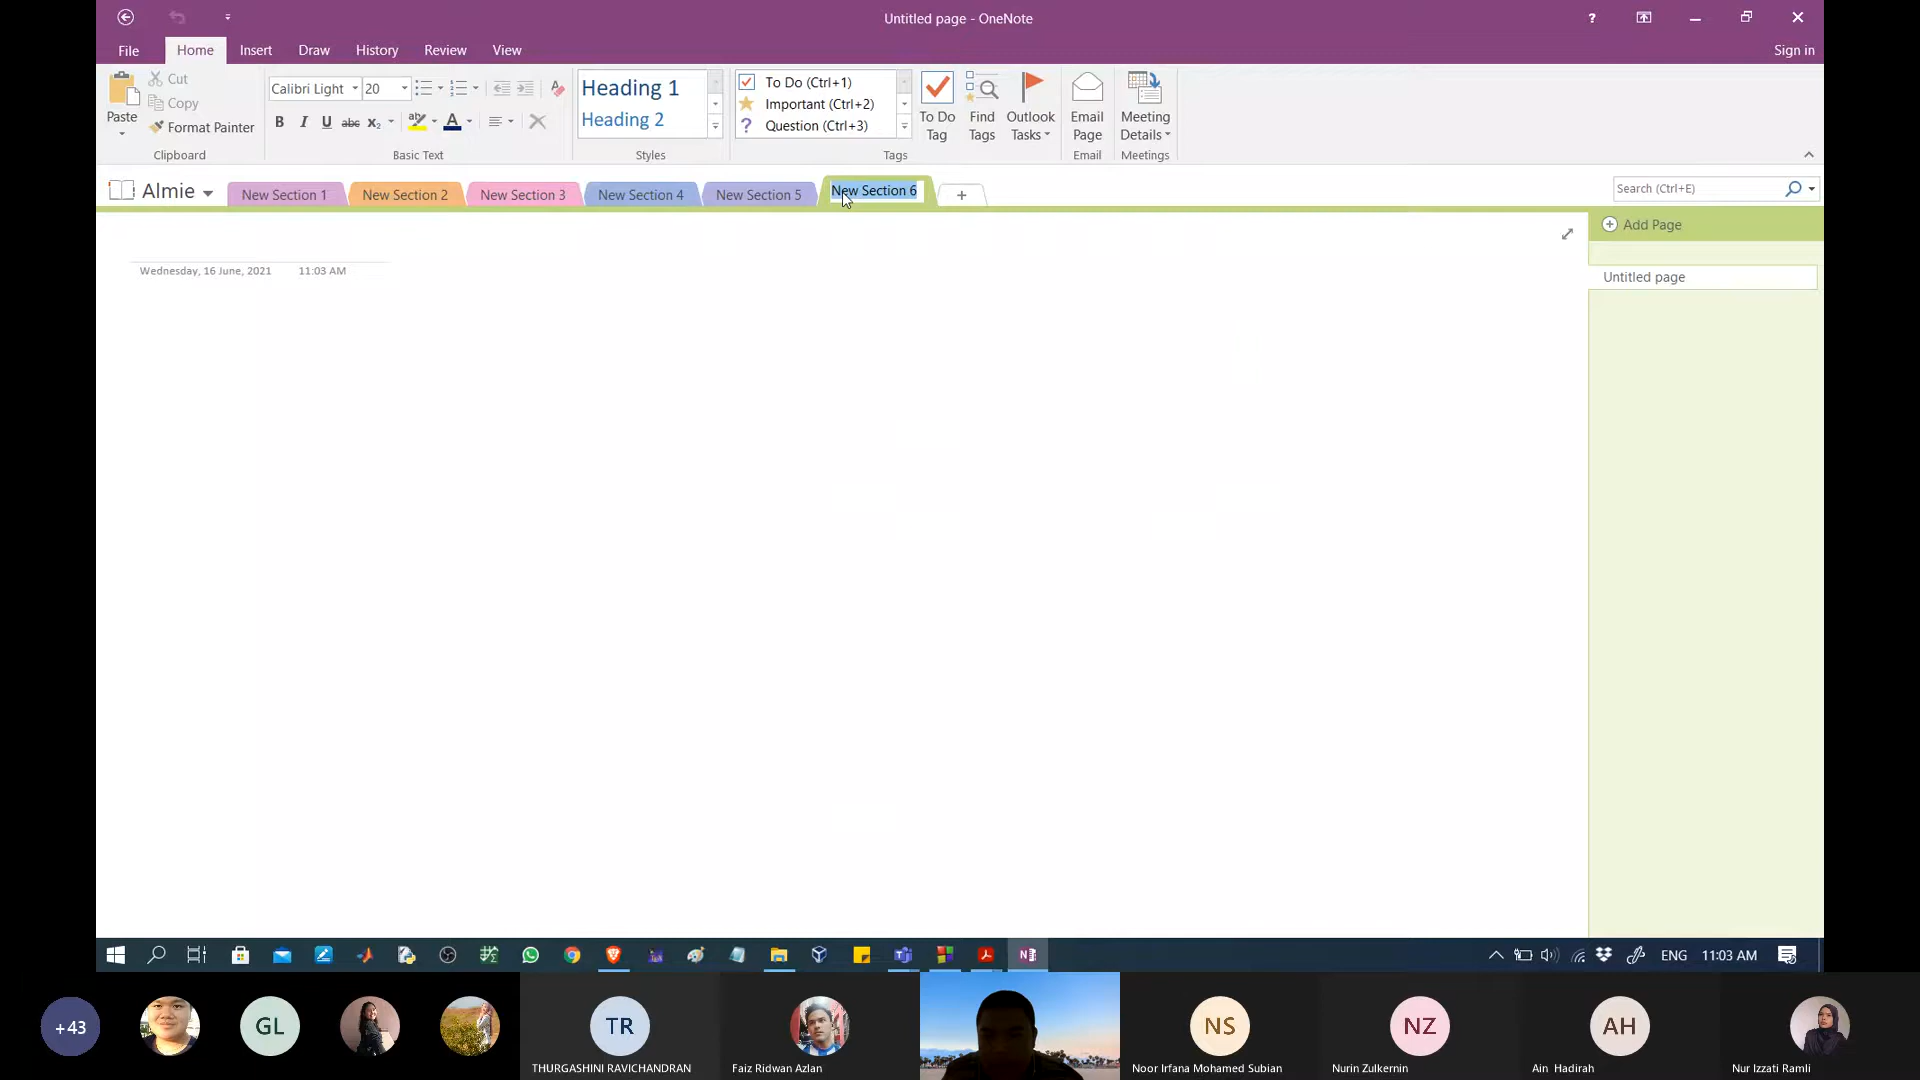 Untitled page - OneNote
?
File Home Insert Draw History Review View Sign in
Paste
Cut
Copy
Format Painter
Clipboard
Calibri Light 20
B I U abc x₂ ab A
Basic Text
Heading 1
Heading 2
Styles
To Do (Ctrl+1)
Important (Ctrl+2)
? Question (Ctrl+3)
To Do Tag
Find Tags
Outlook Tasks
Tags
Email Page
Email
Meeting Details
Meetings
Almie New Section 1 New Section 2 New Section 3 New Section 4 New Section 5 New Section 6 +
Search (Ctrl+E)
Add Page
Untitled page
Wednesday, 16 June, 2021 11:03 AM
ENG 11:03 AM
+43 GL TR NS NZ AH
THURGASHINI RAVICHANDRAN Faiz Ridwan Azlan Noor Irfana Mohamed Subian Nurin Zulkernin Ain Hadirah Nur Izzati Ramli